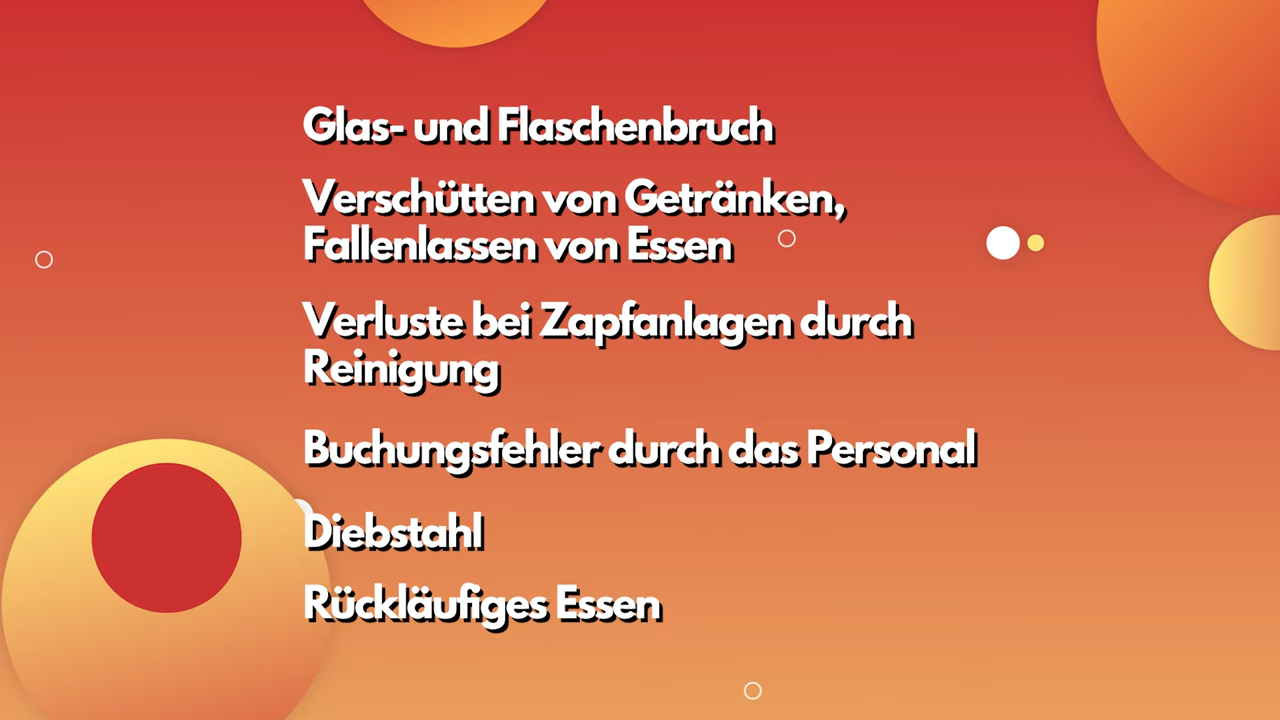 Glas- und Flaschenbruch
Verschütten von Getränken,
Fallenlassen von Essen
Verluste bei Zapfanlagen durch
Reinigung
Buchungsfehler durch das Personal
Diebstahl
Rückläufiges Essen